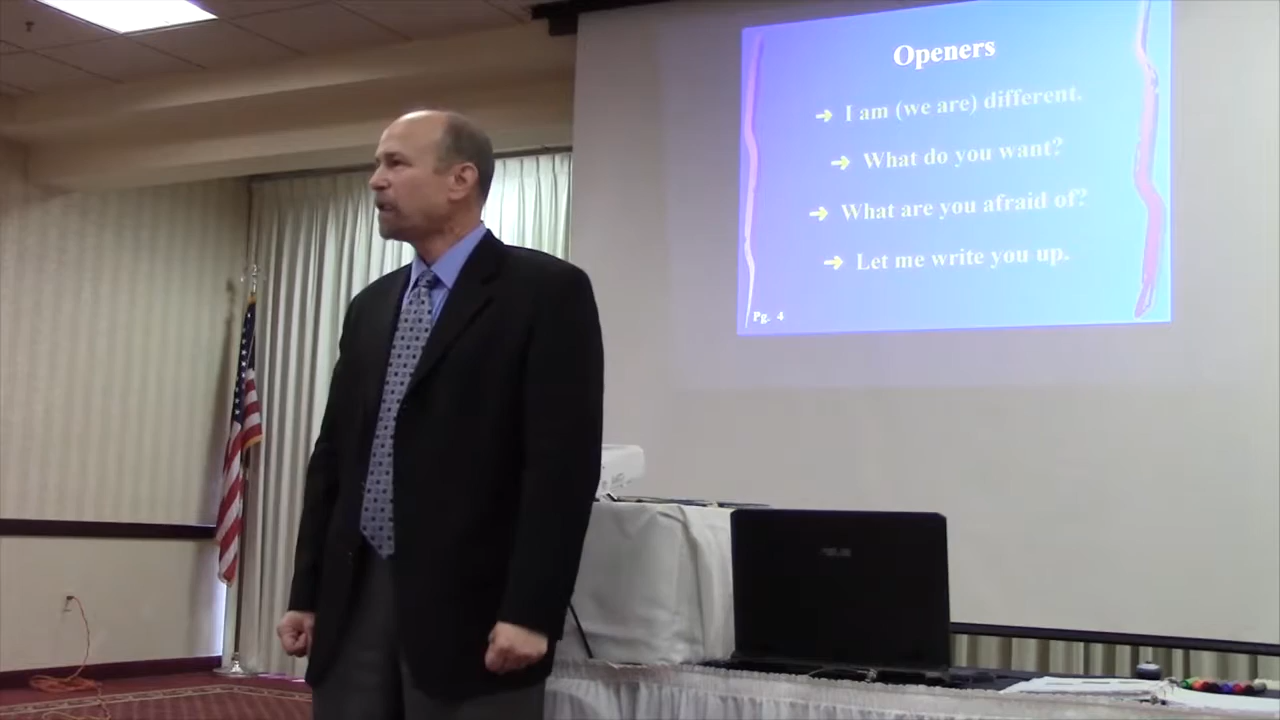 Openers
I am (we are) different.
What do you want?
What are you afraid of?
Let me write you up.
Pg. 4
ASUS